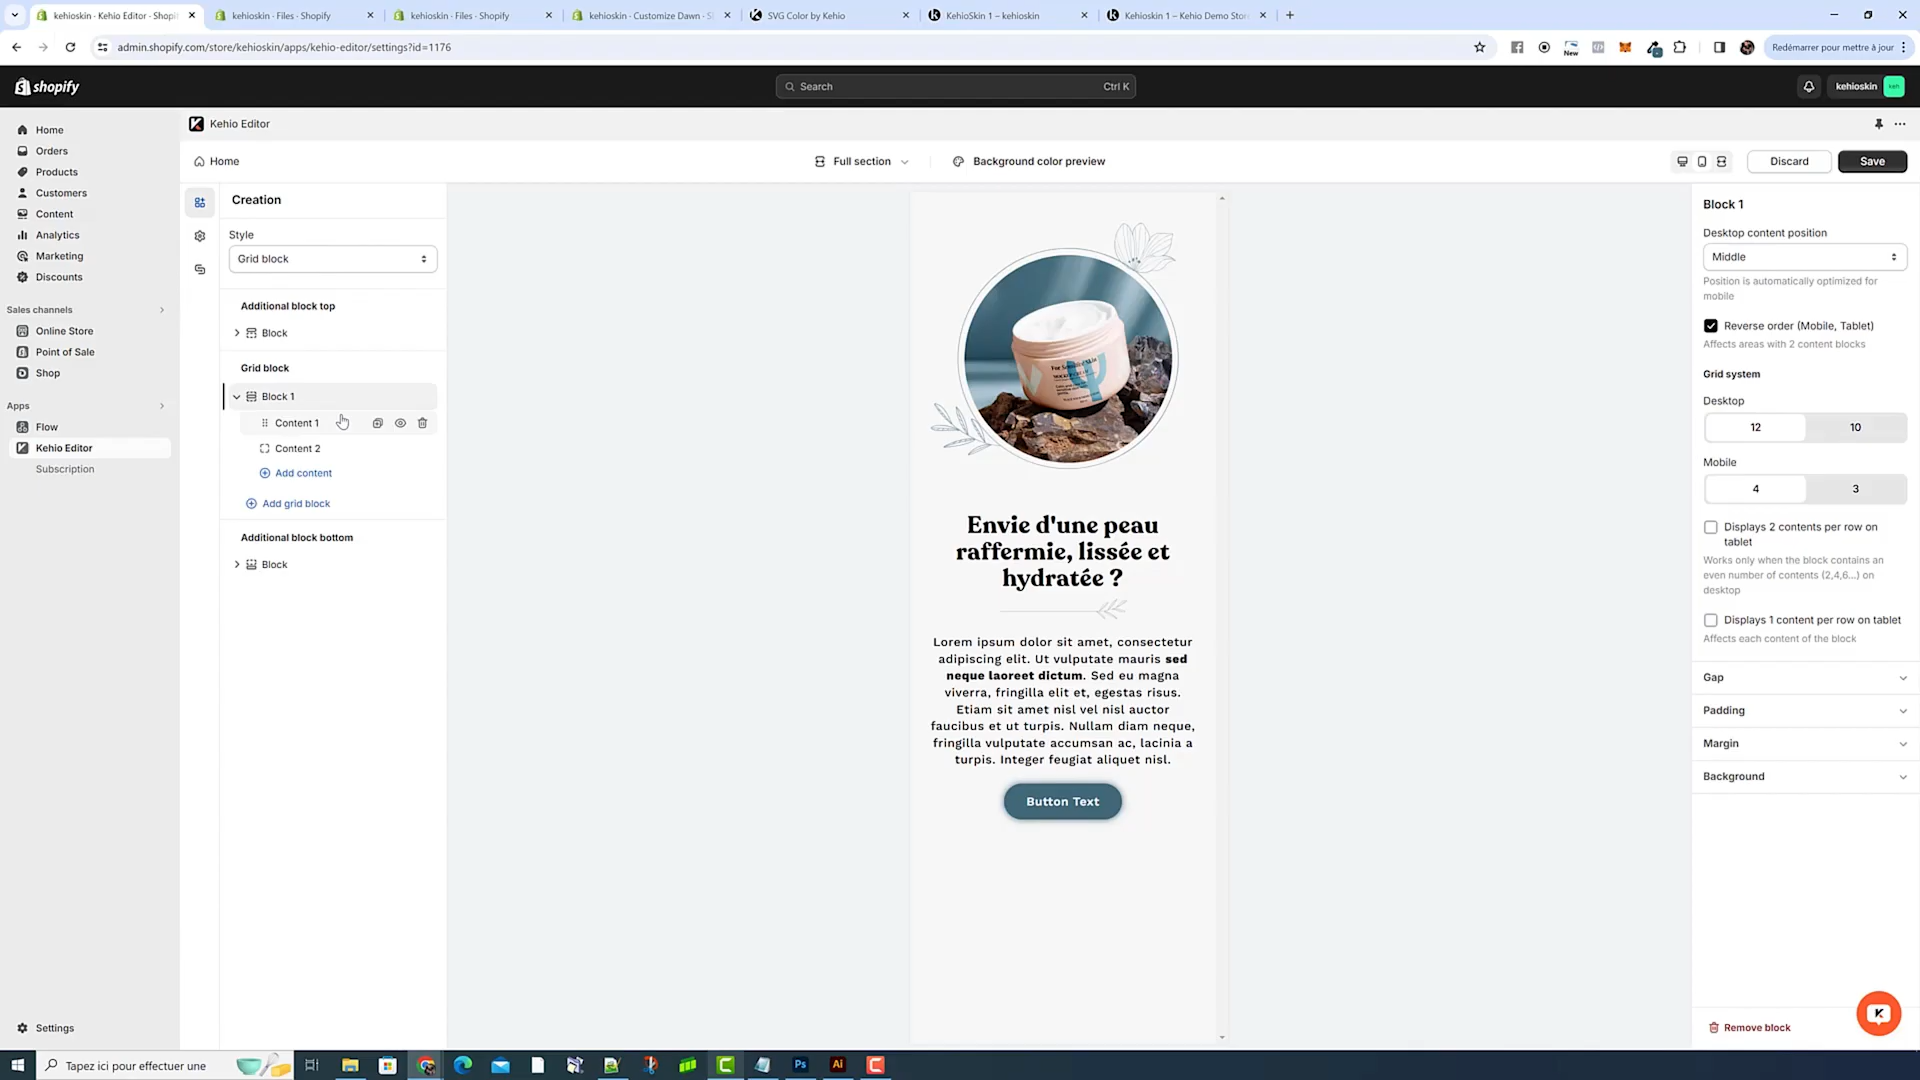 kehioskin - Kehio Editor · Shopif
kehioskin · Files · Shopify
kehioskin · Files · Shopify
kehioskin · Customize Dawn · S
SVG Color by Kehio
KehioSkin 1 – kehioskin
Kehioskin 1 – Kehio Demo Stor
admin.shopify.com/store/kehioskin/apps/kehio-editor/settings?id=1176
New
Redémarrer pour mettre à jour
shopify
Search
Ctrl K
kehioskin
keh
Home
Orders
Products
Customers
Content
Analytics
Marketing
Discounts
Sales channels
Online Store
Point of Sale
Shop
Apps
Flow
Kehio Editor
Subscription
Settings
Kehio Editor
Home
Full section
Background color preview
Discard
Save
Creation
Style
Grid block
Additional block top
Block
Grid block
Block 1
Content 1
Content 2
Add content
Add grid block
Additional block bottom
Block
For Sensitive Skin
MOCKUP CREAM
Envie d'une peau
raffermie, lissée et
hydratée ?
Lorem ipsum dolor sit amet, consectetur
adipiscing elit. Ut vulputate mauris sed
neque laoreet dictum. Sed eu magna
viverra, fringilla elit et, egestas risus.
Etiam sit amet nisl vel nisl auctor
faucibus et ut turpis. Nullam diam neque,
fringilla vulputate accumsan ac, lacinia a
turpis. Integer feugiat aliquet nisl.
Button Text
Block 1
Desktop content position
Middle
Position is automatically optimized for
mobile
Reverse order (Mobile, Tablet)
Affects areas with 2 content blocks
Grid system
Desktop
12
10
Mobile
4
3
Displays 2 contents per row on
tablet
Works only when the block contains an
even number of contents (2,4,6...) on
desktop
Displays 1 content per row on tablet
Affects each content of the block
Gap
Padding
Margin
Background
Remove block
Tapez ici pour effectuer une
Ps
Ai